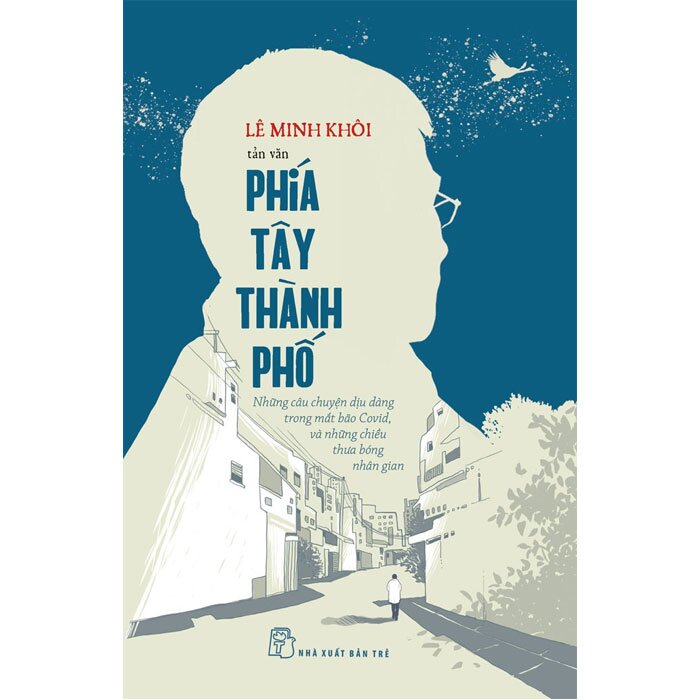 LÊ MINH KHÔI
tản văn
PHÍA
TÂY
THÀNH
PHỐ
Những câu chuyện dịu dàng
trong mắt bão Covid,
và những chiều
thưa bóng
nhân gian
NHÀ XUẤT BẢN TRẺ